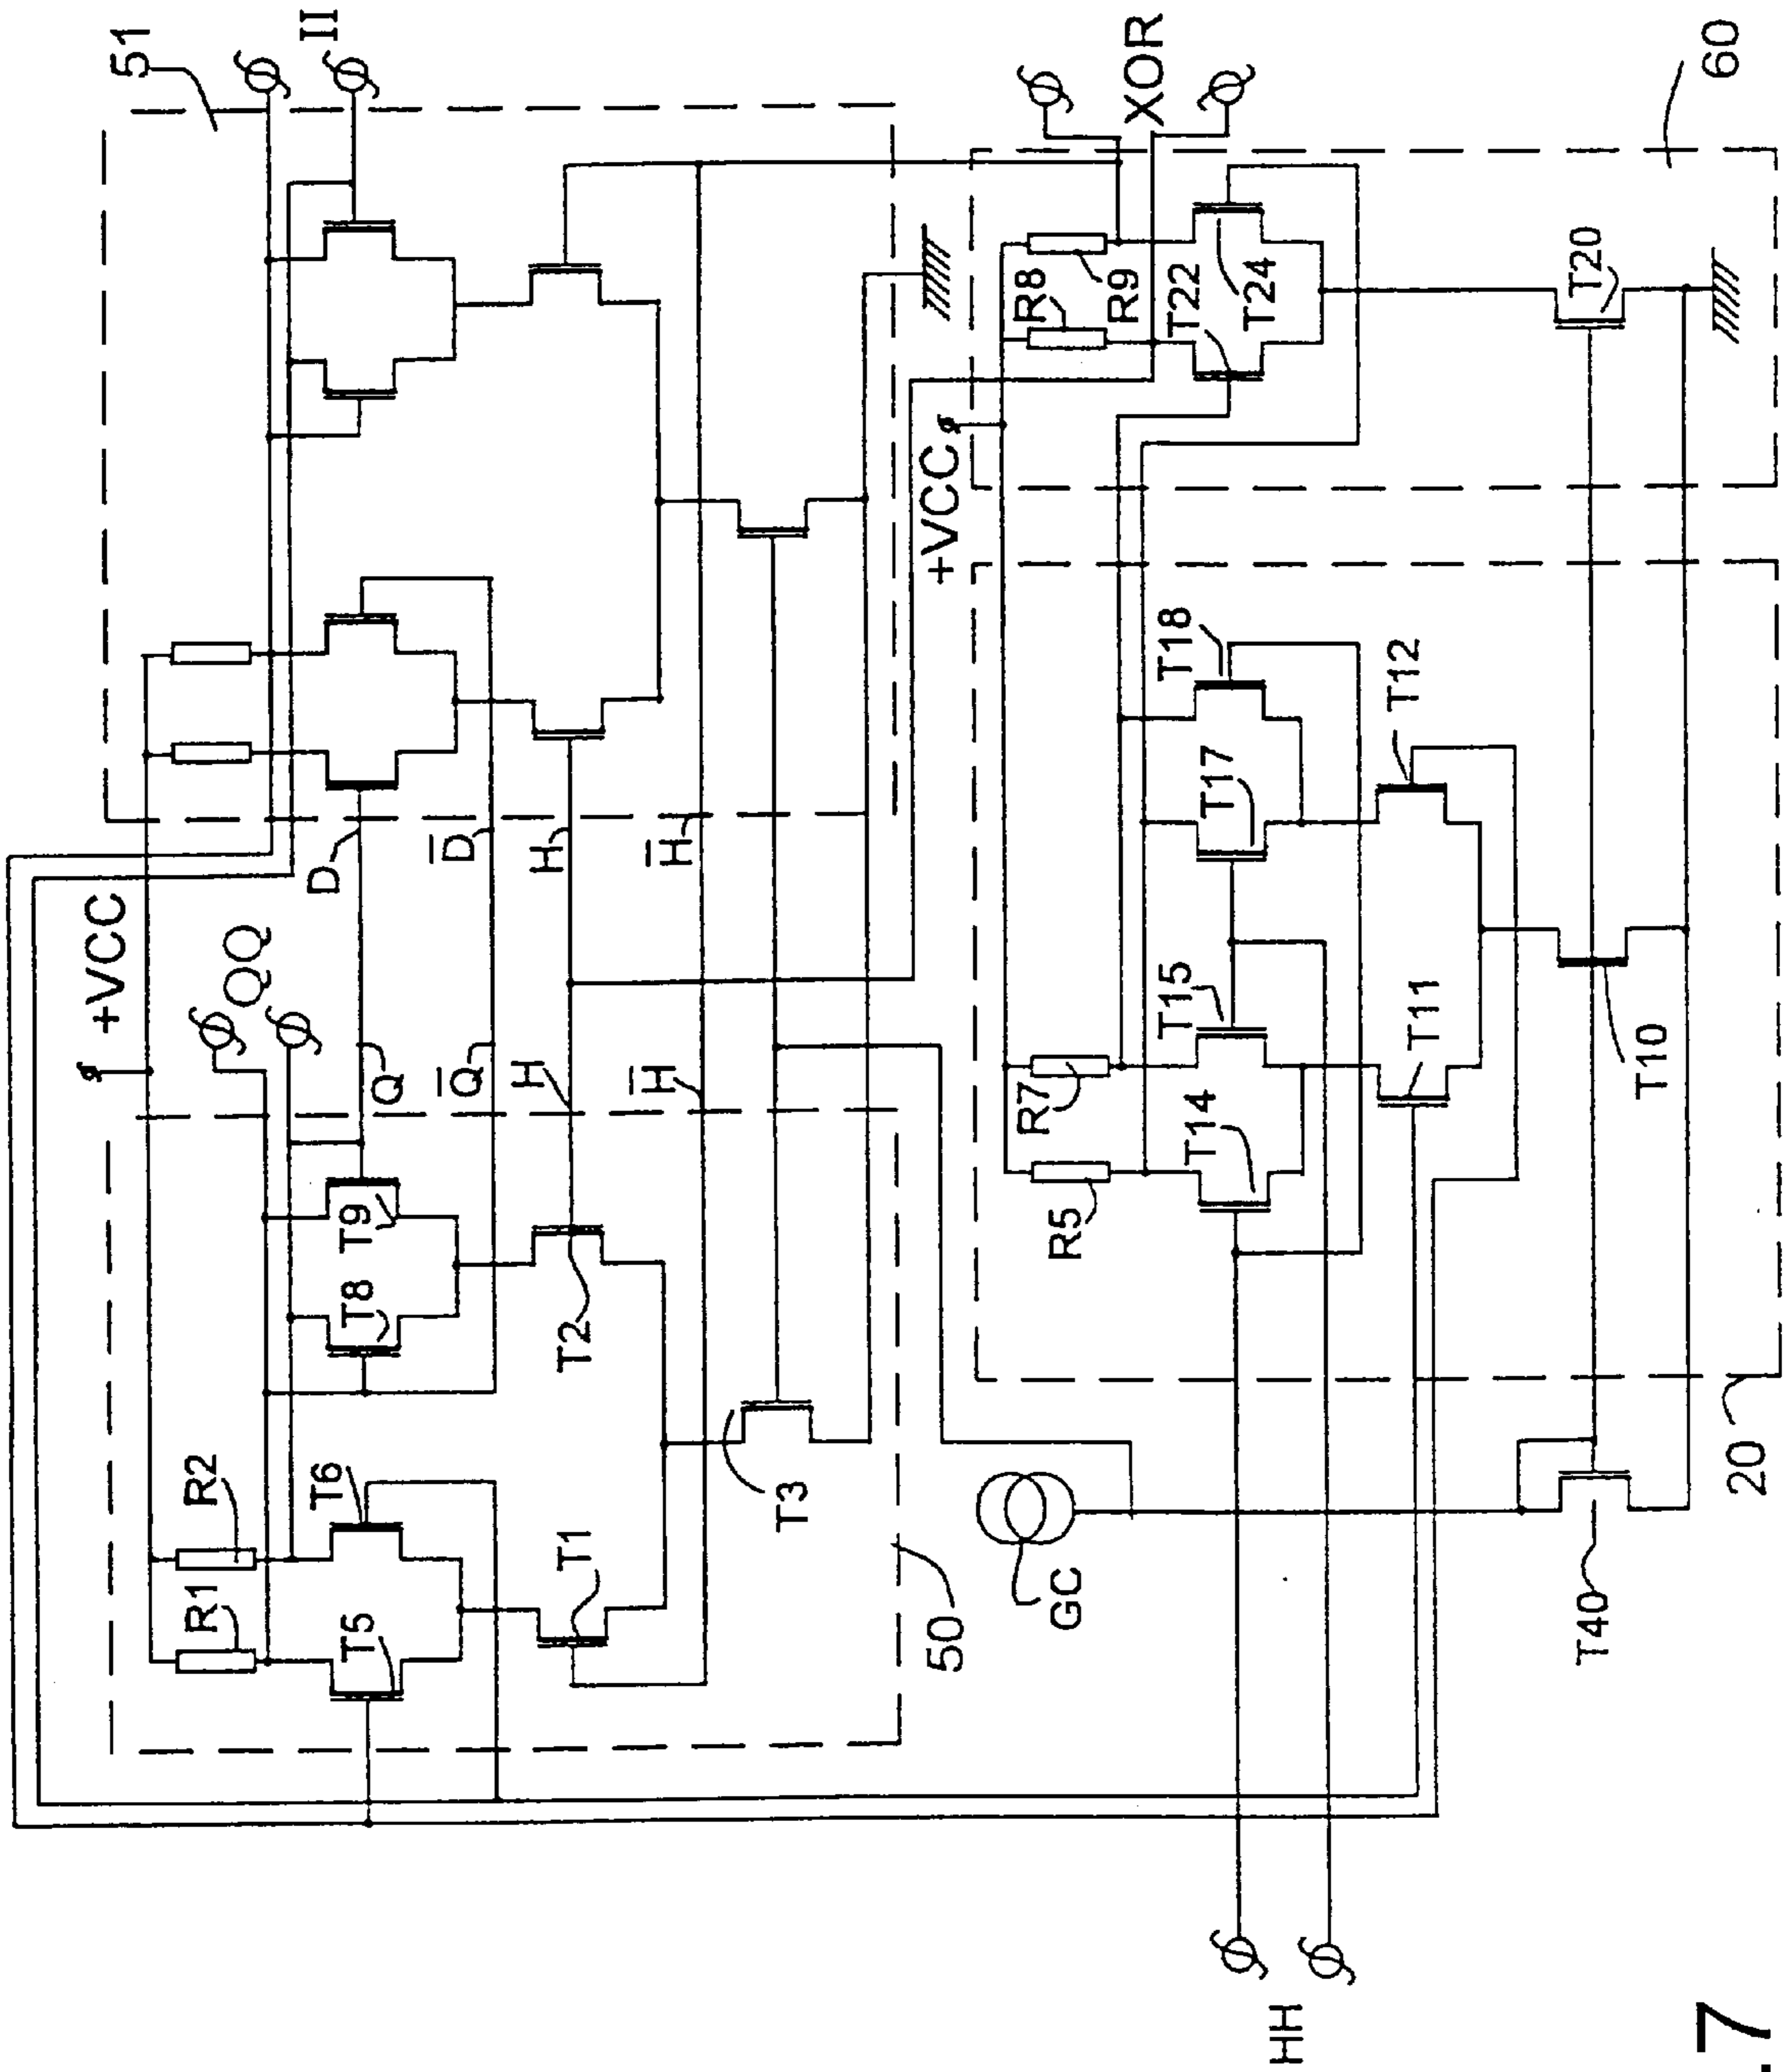 51
+VCC
II
QQ
R1
R2
T5
T6
T8
T9
Q
D
Q̅
D̅
T1
T2
H
H
H̅
H̅
T3
50
+VCC
XOR
GC
R5
R7
R8
R9
T14
T15
T17
T18
T22
T24
T11
T12
HH
T40
T10
T20
20
60
.7